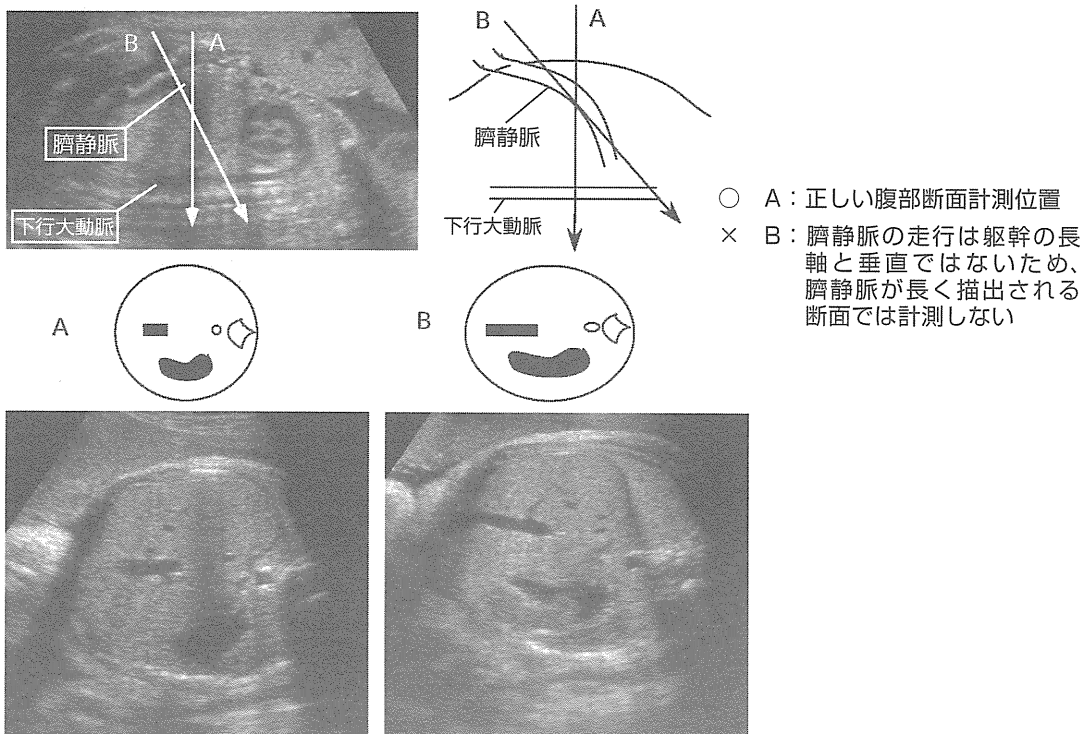 B A
臍静脈
下行大動脈
B A
臍静脈
下行大動脈
○ A：正しい腹部断面計測位置
× B：臍静脈の走行は躯幹の長
軸と垂直ではないため、
臍静脈が長く描出される
断面では計測しない
A
B